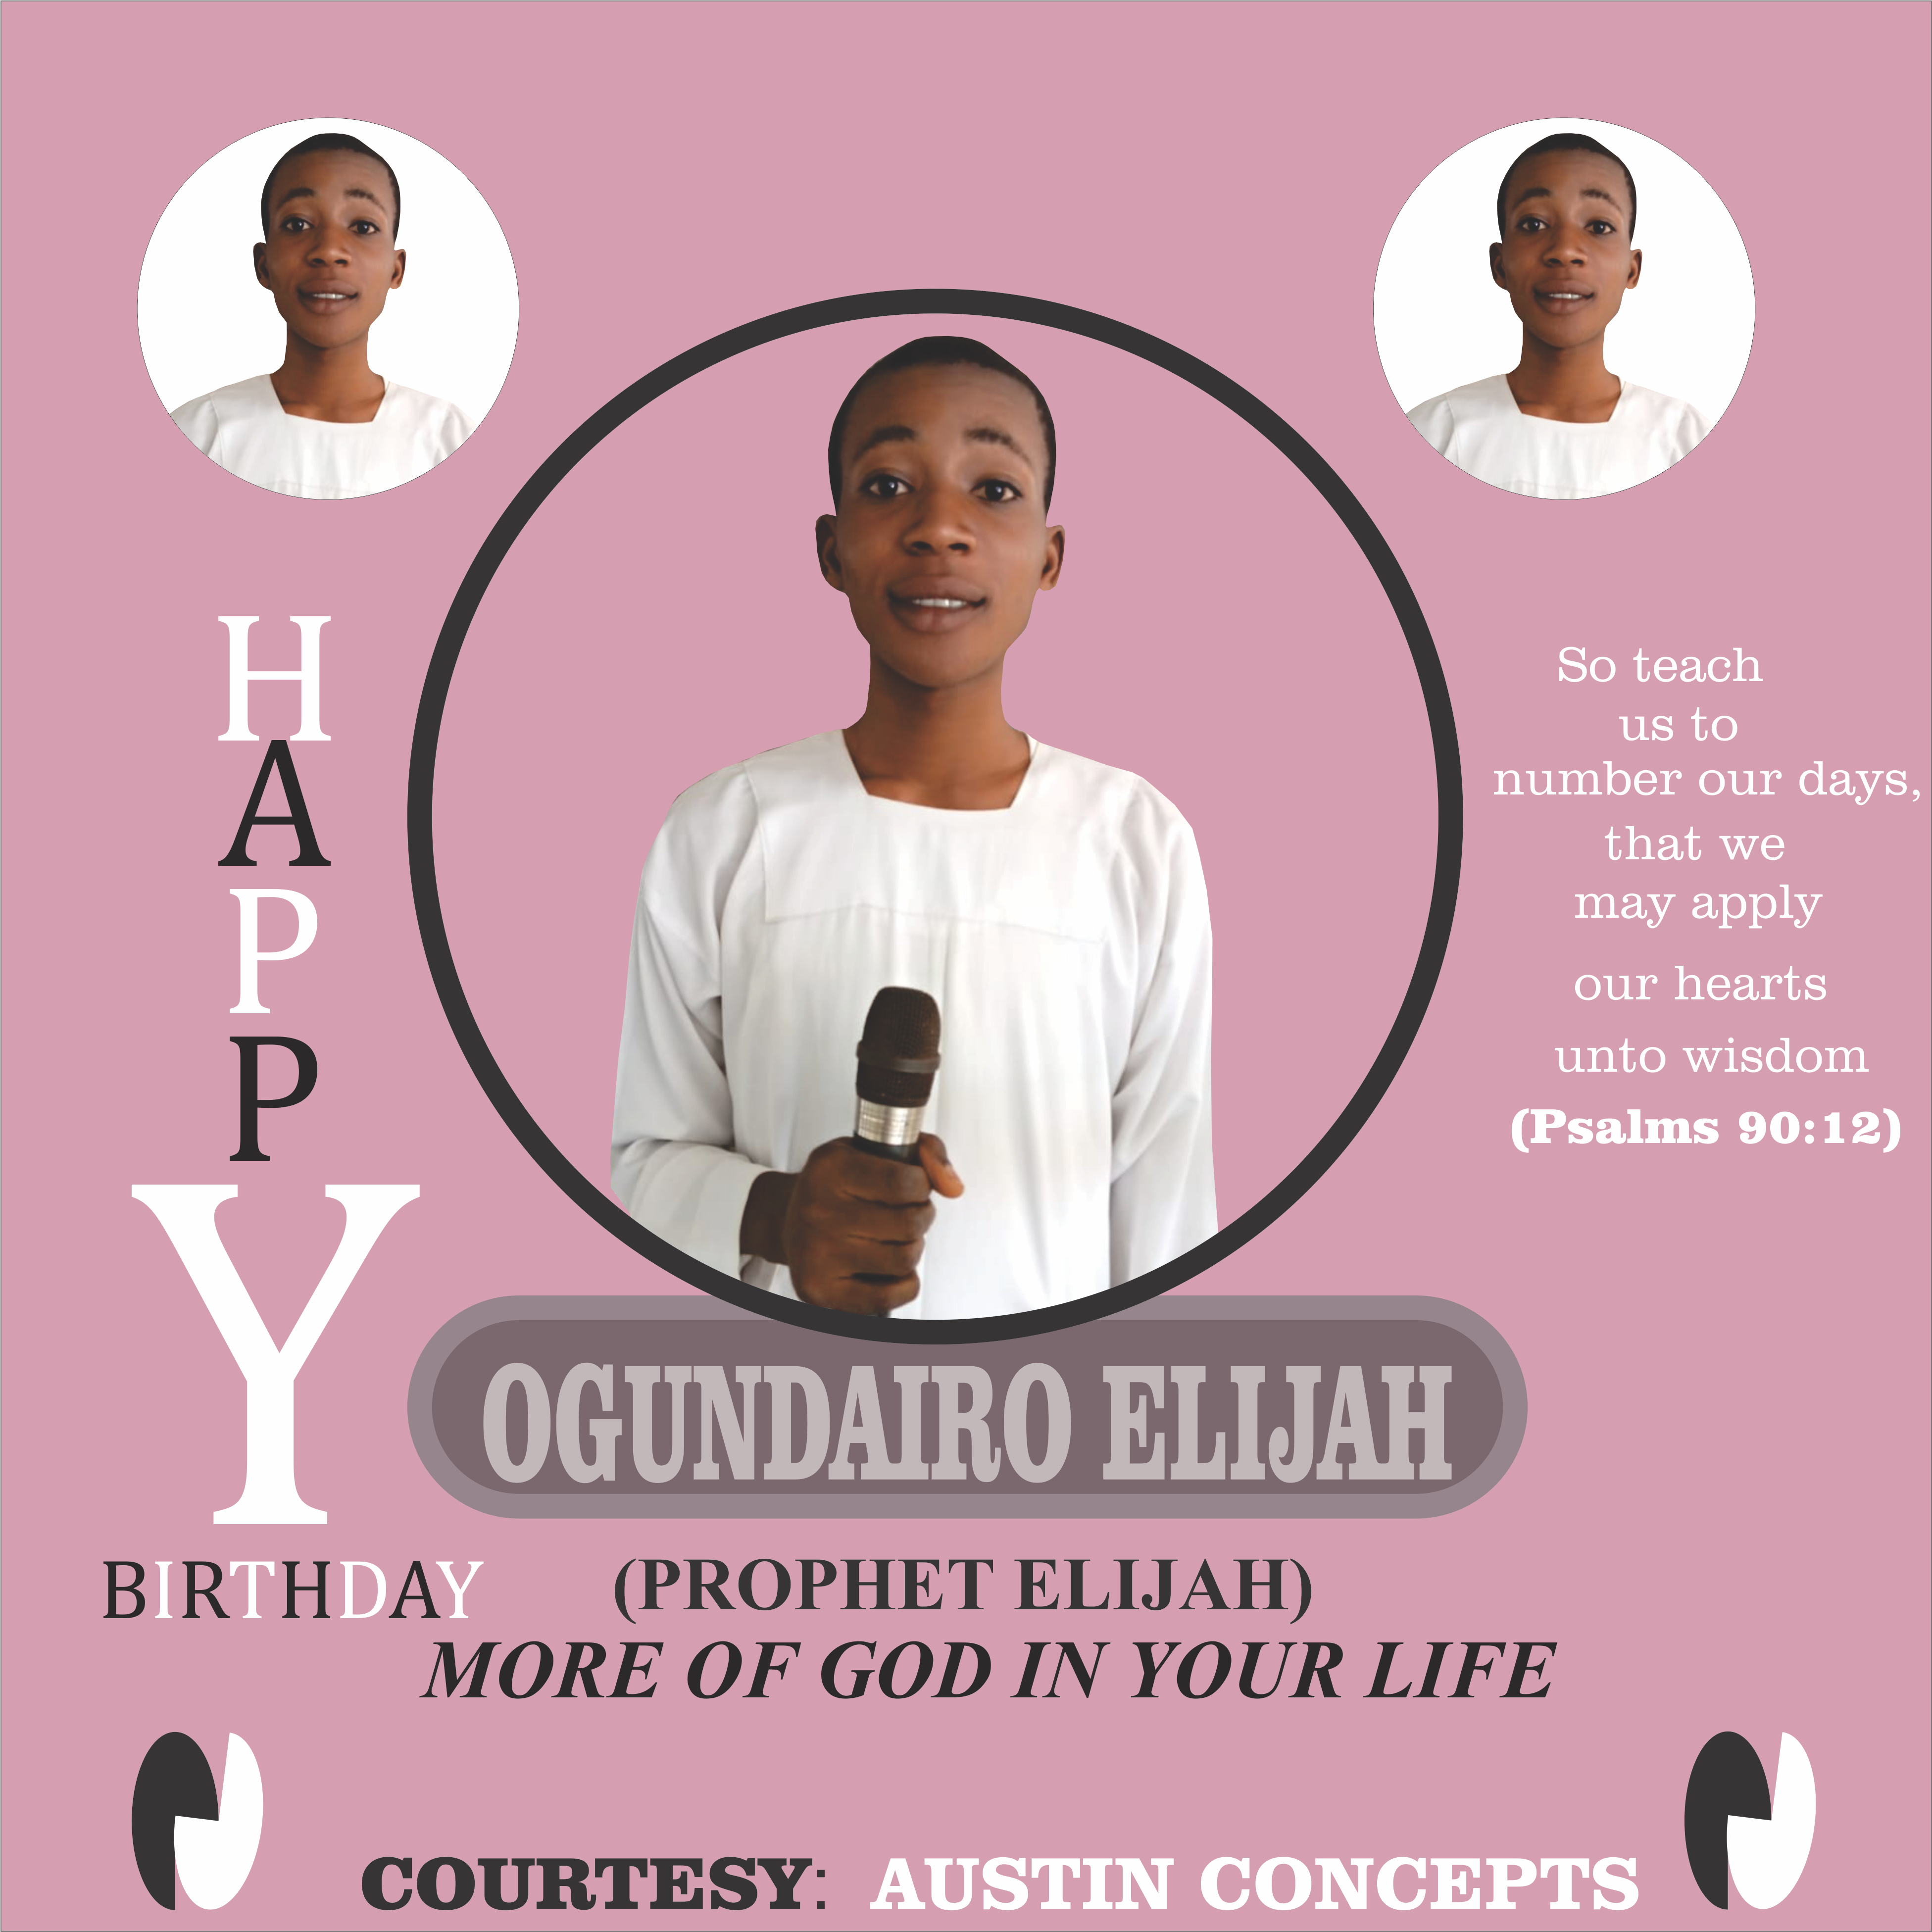 HAPPY
BIRTHDAY
So teach
us to
number our days,
that we
may apply
our hearts
unto wisdom
(Psalms 90:12)
OGUNDAIRO ELIJAH
(PROPHET ELIJAH)
MORE OF GOD IN YOUR LIFE
COURTESY: AUSTIN CONCEPTS